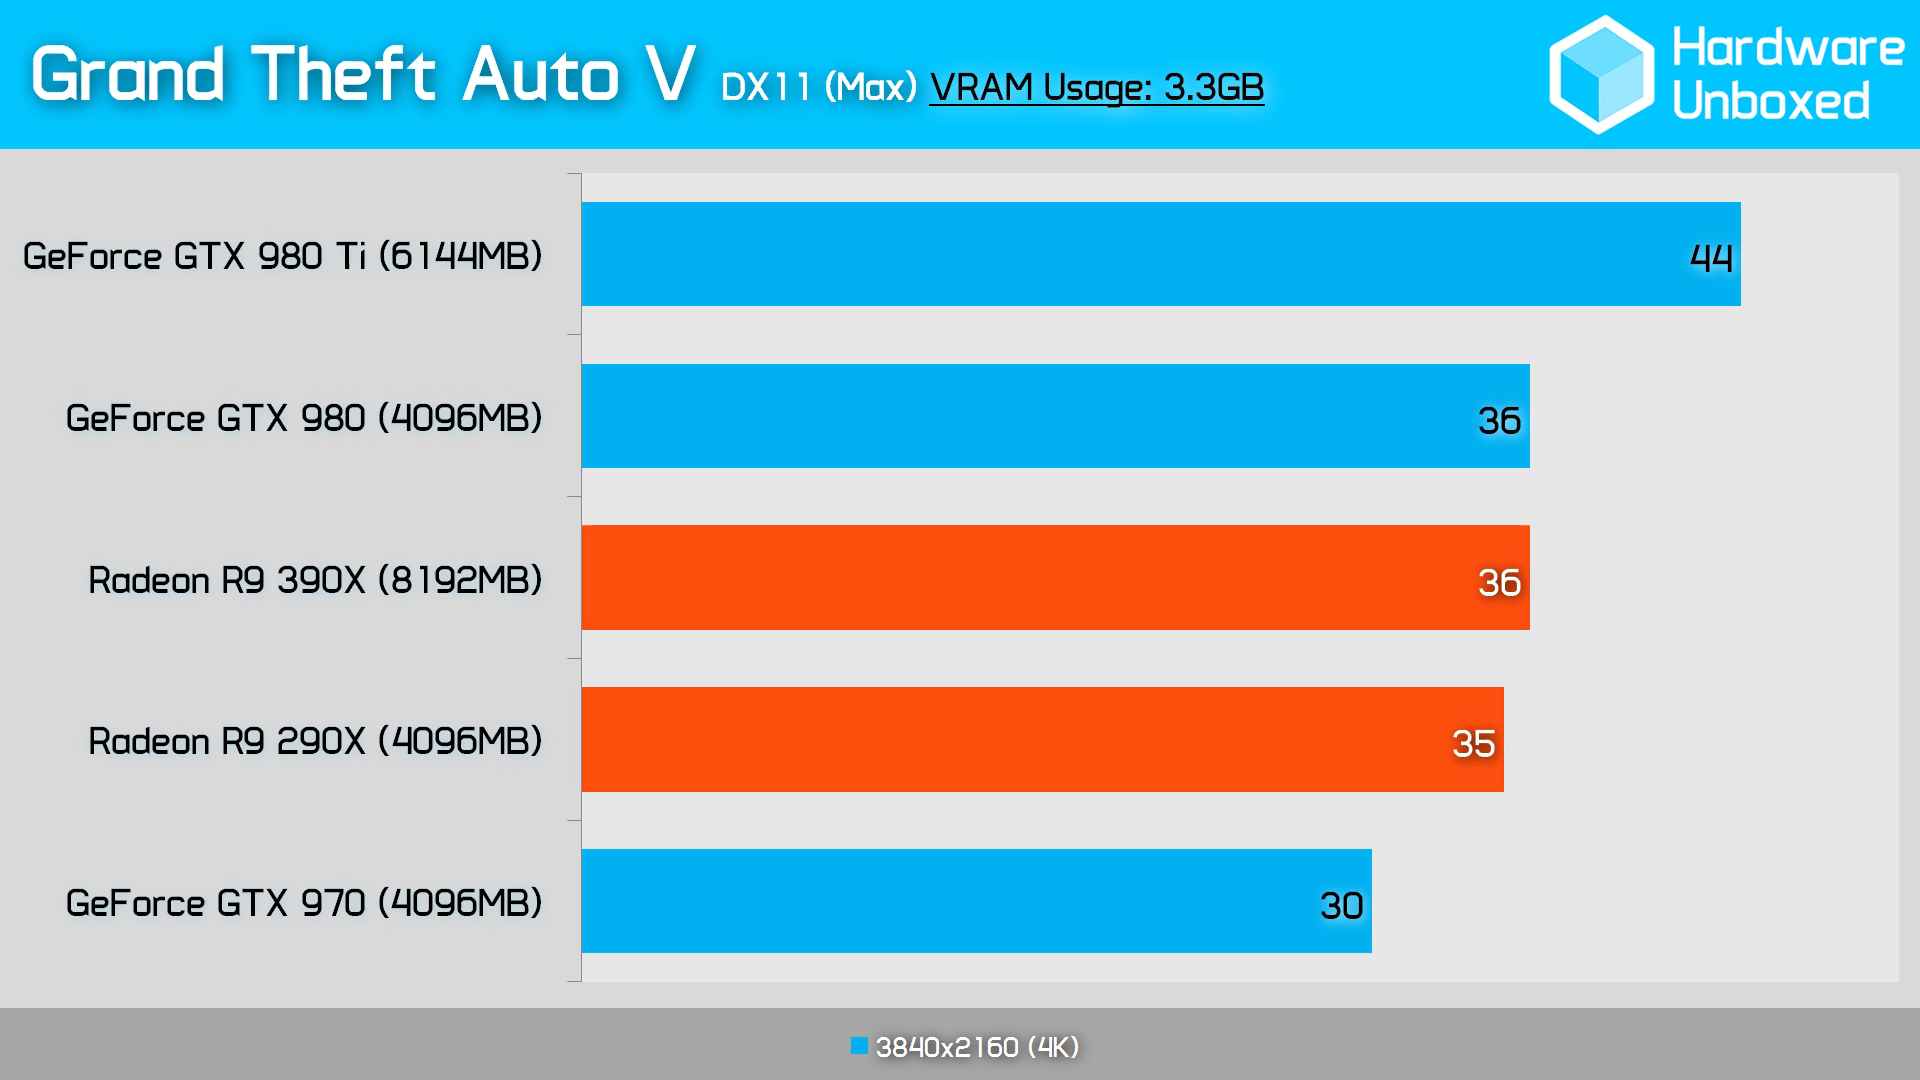 Grand Theft Auto V DX11 (Max) VRAM Usage: 3.3GB
Hardware
Unboxed
GeForce GTX 980 Ti (6144MB) 44
GeForce GTX 980 (4096MB) 36
Radeon R9 390X (8192MB) 36
Radeon R9 290X (4096MB) 35
GeForce GTX 970 (4096MB) 30
3840x2160 (4K)